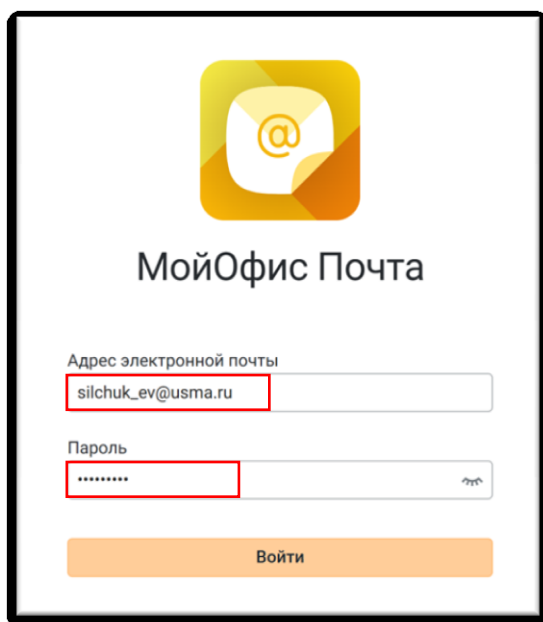 @
МойОфис Почта
Адрес электронной почты
silchuk_ev@usma.ru
Пароль
•••••••••
Войти